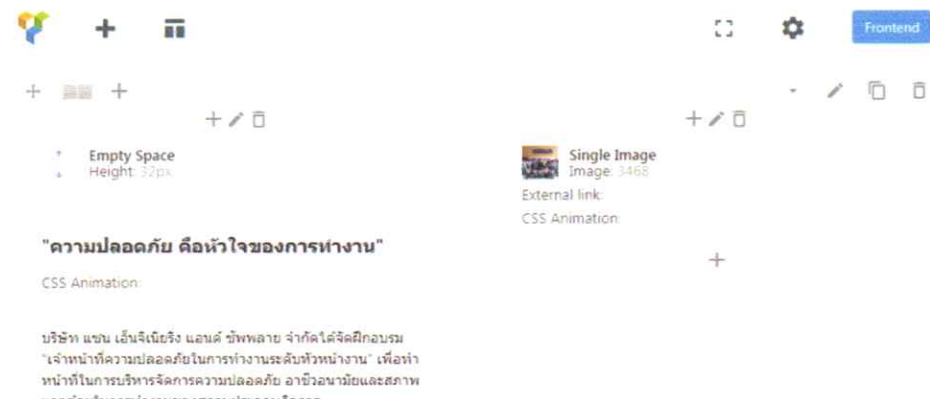 Frontend
Empty Space
Height: 32px
Single Image
Image: 3468
External link:
CSS Animation:
"ความปลอดภัย คือหัวใจของการทำงาน"
CSS Animation:
บริษัท แซน เอ็นจิเนียริ่ง แอนด์ ซัพพลาย จำกัดได้จัดฝึกอบรม
"เจ้าหน้าที่ความปลอดภัยในการทำงานระดับหัวหน้างาน" เพื่อทำ
หน้าที่ในการบริหารจัดการความปลอดภัย อาชีวอนามัยและสภาพ